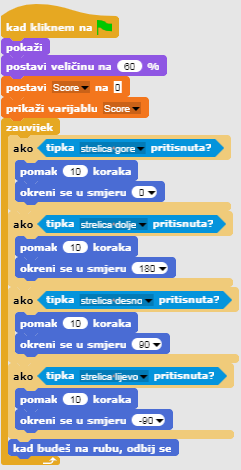 kad kliknem na
pokaži
postavi veličinu na 60 %
postavi Score na 0
prikaži varijablu Score
zauvijek
ako tipka strelica gore pritisnuta?
pomak 10 koraka
okreni se u smjeru 0
ako tipka strelica dolje pritisnuta?
pomak 10 koraka
okreni se u smjeru 180
ako tipka strelica desno pritisnuta?
pomak 10 koraka
okreni se u smjeru 90
ako tipka strelica lijevo pritisnuta?
pomak 10 koraka
okreni se u smjeru -90
kad budeš na rubu, odbij se